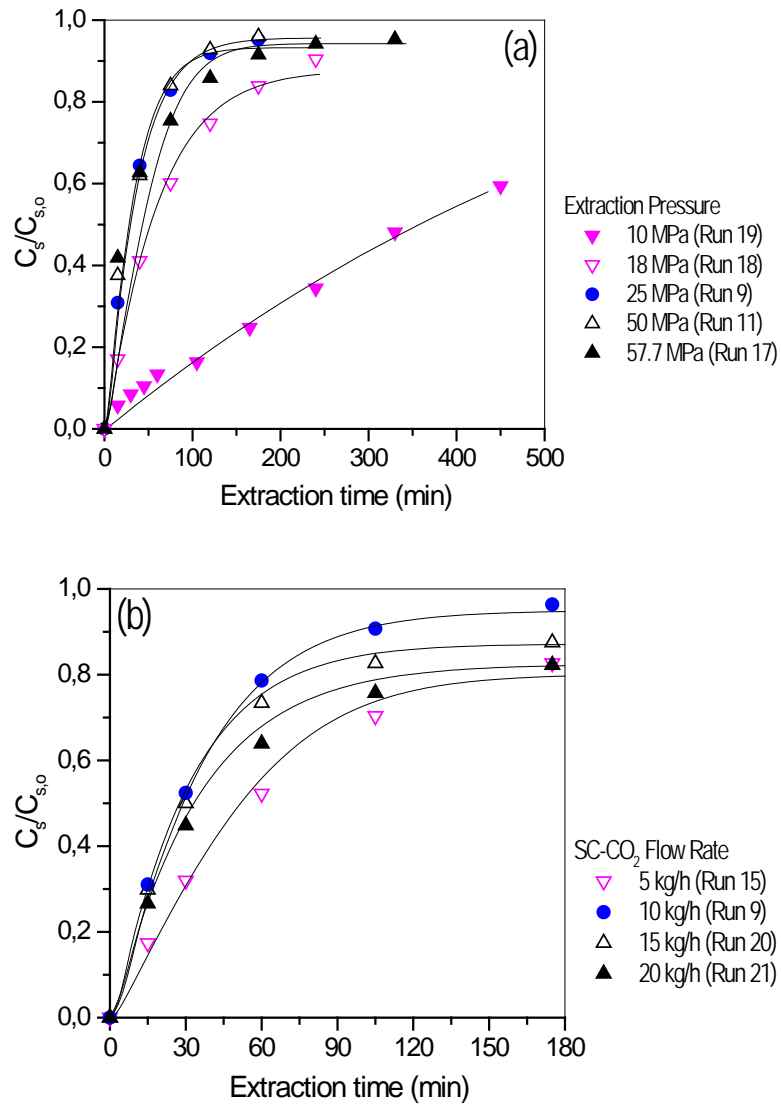 (a)
1,0
0,8
0,6
0,4
0,2
0,0
Cs/Cs,o
0 100 200 300 400 500
Extraction time (min)
Extraction Pressure
10 MPa (Run 19)
18 MPa (Run 18)
25 MPa (Run 9)
50 MPa (Run 11)
57.7 MPa (Run 17)
(b)
1,0
0,8
0,6
0,4
0,2
0,0
Cs/Cs,o
0 30 60 90 120 150 180
Extraction time (min)
SC-CO2 Flow Rate
5 kg/h (Run 15)
10 kg/h (Run 9)
15 kg/h (Run 20)
20 kg/h (Run 21)